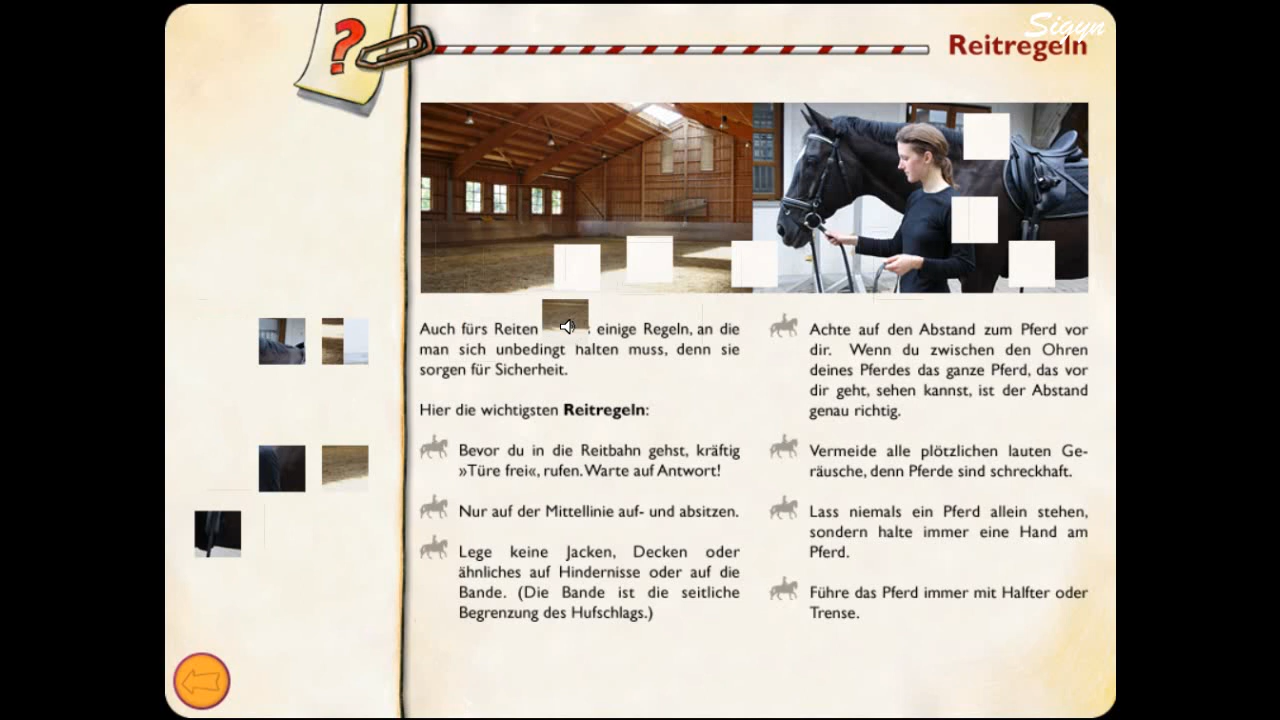 Sigyn
Reitregeln
Auch fürs Reiten einige Regeln, an die
man sich unbedingt halten muss, denn sie
sorgen für Sicherheit.
Hier die wichtigsten Reitregeln:
Bevor du in die Reitbahn gehst, kräftig
»Türe frei«, rufen. Warte auf Antwort!
Nur auf der Mittellinie auf- und absitzen.
Lege keine Jacken, Decken oder
ähnliches auf Hindernisse oder auf die
Bande. (Die Bande ist die seitliche
Begrenzung des Hufschlags.)
Achte auf den Abstand zum Pferd vor
dir. Wenn du zwischen den Ohren
deines Pferdes das ganze Pferd, das vor
dir geht, sehen kannst, ist der Abstand
genau richtig.
Vermeide alle plötzlichen lauten Ge-
räusche, denn Pferde sind schreckhaft.
Lass niemals ein Pferd allein stehen,
sondern halte immer eine Hand am
Pferd.
Führe das Pferd immer mit Halfter oder
Trense.